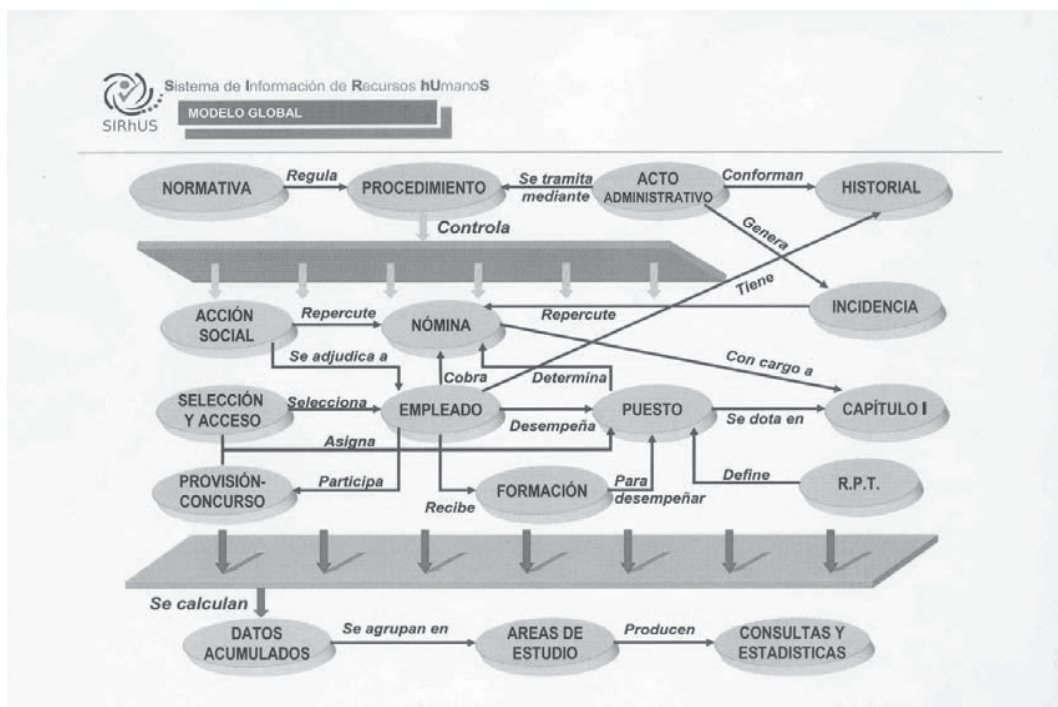 Sistema de Información de Recursos hUmanoS
SIRhUS
MODELO GLOBAL
NORMATIVA
Regula
PROCEDIMIENTO
Se tramita
mediante
ACTO
ADMINISTRATIVO
Conforman
HISTORIAL
Controla
Genera
Tiene
ACCIÓN
SOCIAL
Repercute
NÓMINA
Repercute
INCIDENCIA
Se adjudica a
Cobra
Determina
Con cargo a
SELECCIÓN
Y ACCESO
Selecciona
EMPLEADO
Desempeña
PUESTO
Se dota en
CAPÍTULO I
Asigna
PROVISIÓN-
CONCURSO
Participa
Recibe
FORMACIÓN
Para
desempeñar
Define
R.P.T.
Se calculan
DATOS
ACUMULADOS
Se agrupan en
AREAS DE
ESTUDIO
Producen
CONSULTAS Y
ESTADISTICAS